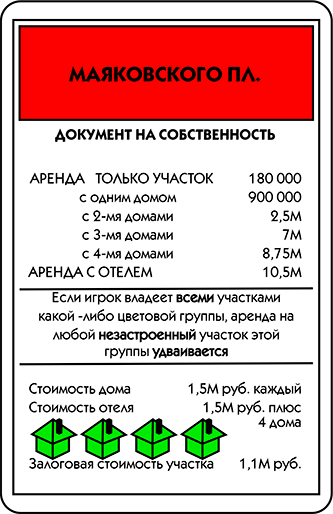 МАЯКОВСКОГО ПЛ.
ДОКУМЕНТ НА СОБСТВЕННОСТЬ
АРЕНДА ТОЛЬКО УЧАСТОК 180 000
с одним домом 900 000
с 2-мя домами 2,5М
с 3-мя домами 7М
с 4-мя домами 8,75М
АРЕНДА С ОТЕЛЕМ 10,5М
Если игрок владеет всеми участками
какой -либо цветовой группы, аренда на
любой незастроенный участок этой
группы удваивается
Стоимость дома 1,5М руб. каждый
Стоимость отеля 1,5М руб. плюс
4 дома
Залоговая стоимость участка 1,1М руб.